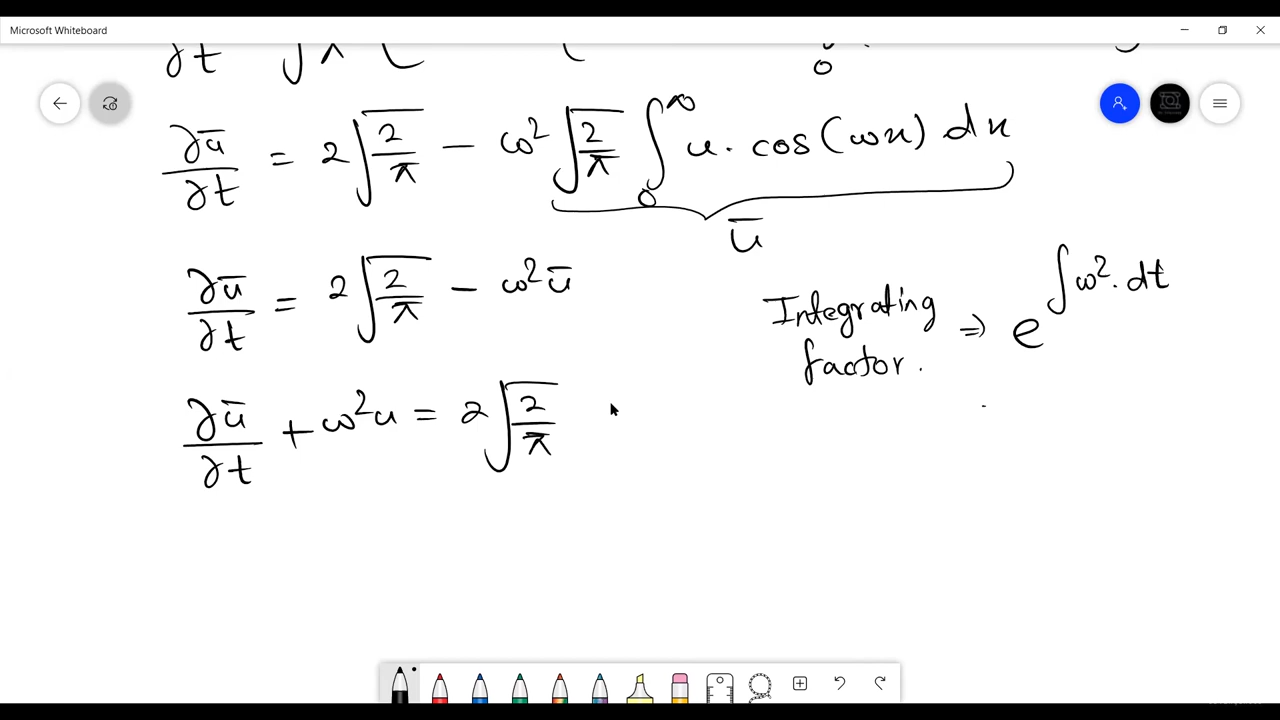 Microsoft Whiteboard
∂t √π
0
∂ū/∂t = 2√(2/π) − ω² √(2/π) ∫₀^∞ u. cos(ωx) dx
ū
∂ū/∂t = 2√(2/π) − ω²ū
Integrating factor. ⇒ e^(∫ω².dt)
∂ū/∂t + ω²u = 2√(2/π)